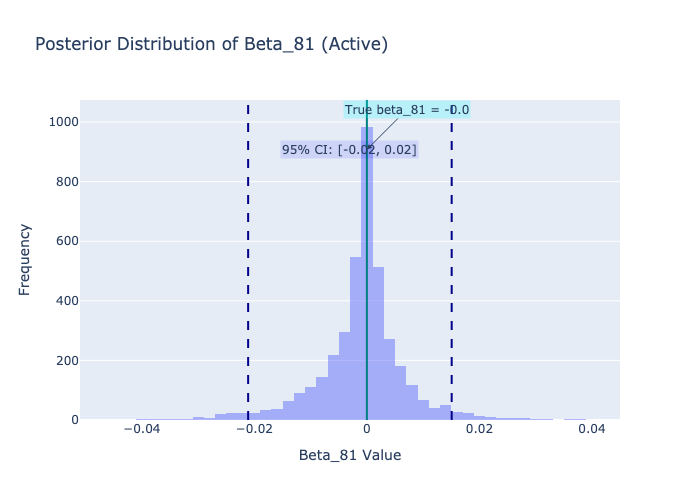 Posterior Distribution of Beta_81 (Active)
True beta_81 = -0.0
95% CI: [-0.02, 0.02]
1000
800
600
400
200
0
Frequency
−0.04
−0.02
0
0.02
0.04
Beta_81 Value